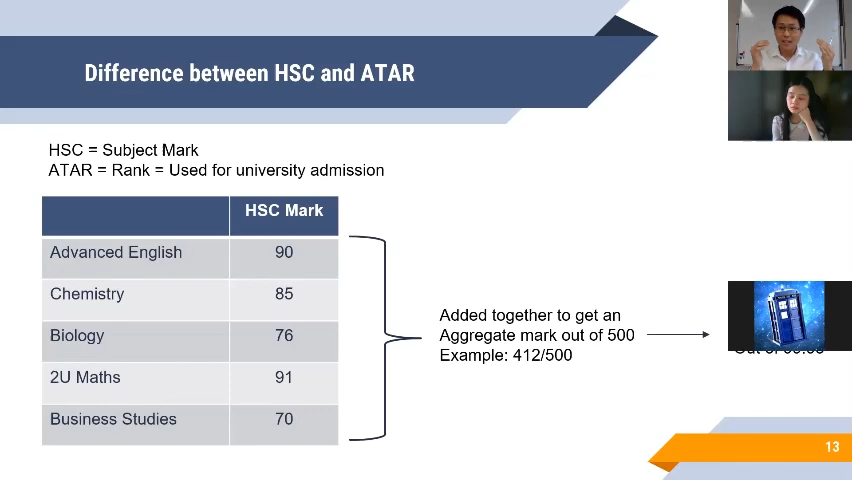 Difference between HSC and ATAR
HSC = Subject Mark
ATAR = Rank = Used for university admission
HSC Mark
Advanced English 90
Chemistry 85
Biology 76
2U Maths 91
Business Studies 70
Added together to get an
Aggregate mark out of 500
Example: 412/500
13